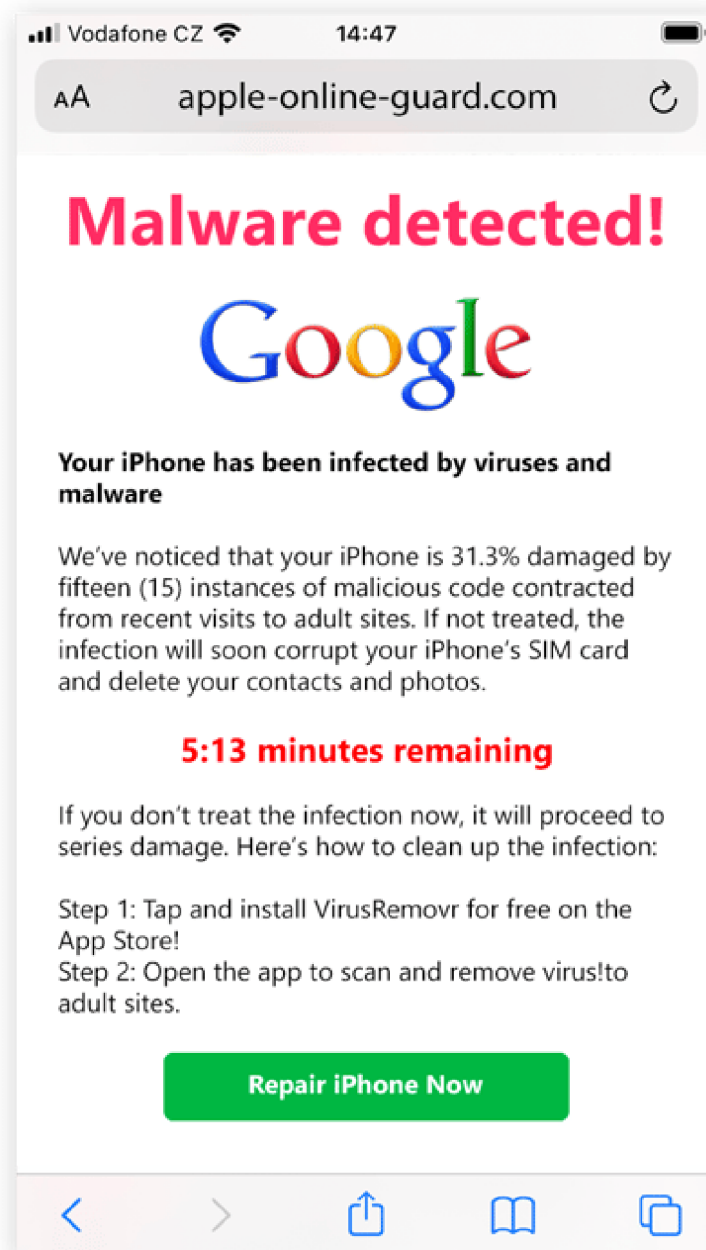 Vodafone CZ 14:47
AA apple-online-guard.com
Malware detected!
Google
Your iPhone has been infected by viruses and
malware
We've noticed that your iPhone is 31.3% damaged by
fifteen (15) instances of malicious code contracted
from recent visits to adult sites. If not treated, the
infection will soon corrupt your iPhone's SIM card
and delete your contacts and photos.
5:13 minutes remaining
If you don't treat the infection now, it will proceed to
series damage. Here's how to clean up the infection:
Step 1: Tap and install VirusRemovr for free on the
App Store!
Step 2: Open the app to scan and remove virus!to
adult sites.
Repair iPhone Now